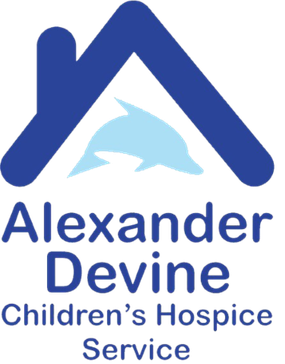 Alexander
Devine
Children's Hospice
Service